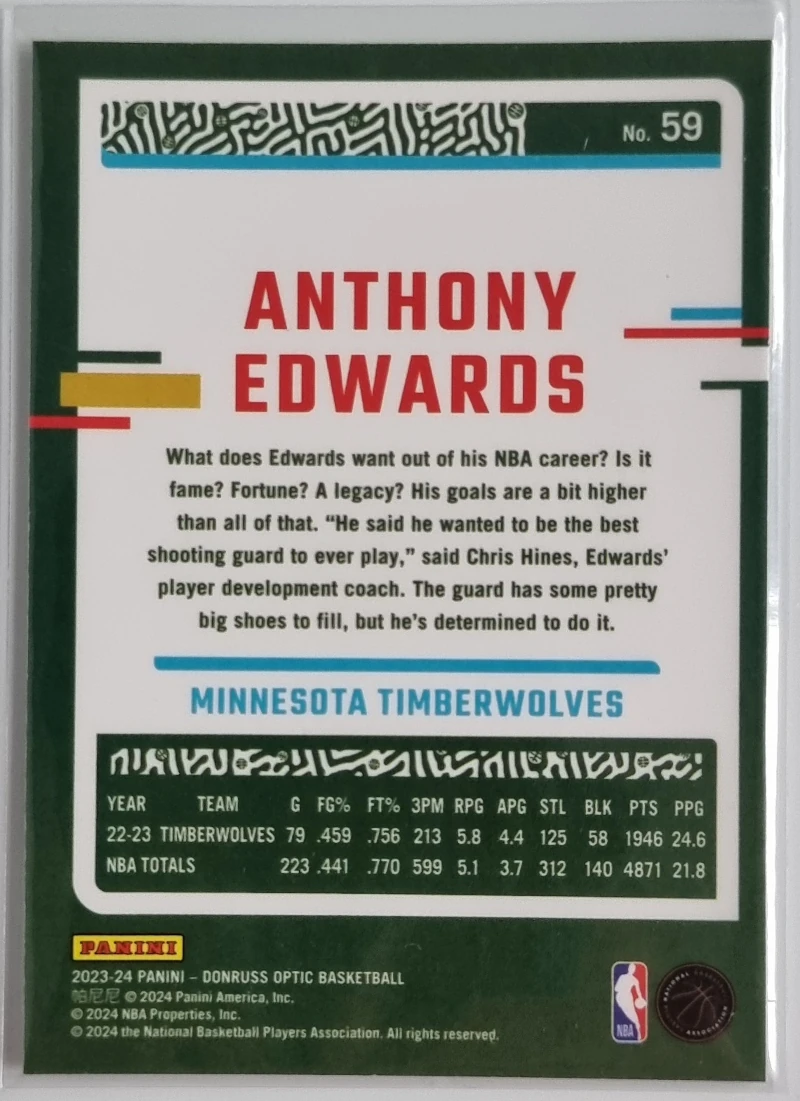 No. 59
ANTHONY
EDWARDS
What does Edwards want out of his NBA career? Is it
fame? Fortune? A legacy? His goals are a bit higher
than all of that. “He said he wanted to be the best
shooting guard to ever play,” said Chris Hines, Edwards’
player development coach. The guard has some pretty
big shoes to fill, but he’s determined to do it.
MINNESOTA TIMBERWOLVES
YEAR TEAM G FG% FT% 3PM RPG APG STL BLK PTS PPG
22-23 TIMBERWOLVES 79 .459 .756 213 5.8 4.4 125 58 1946 24.6
NBA TOTALS 223 .441 .770 599 5.1 3.7 312 140 4871 21.8
PANINI
2023-24 PANINI – DONRUSS OPTIC BASKETBALL
帕尼尼 © 2024 Panini America, Inc.
© 2024 NBA Properties, Inc.
© 2024 the National Basketball Players Association. All rights reserved.
NBA
NATIONAL BASKETBALL
ASSOCIATION